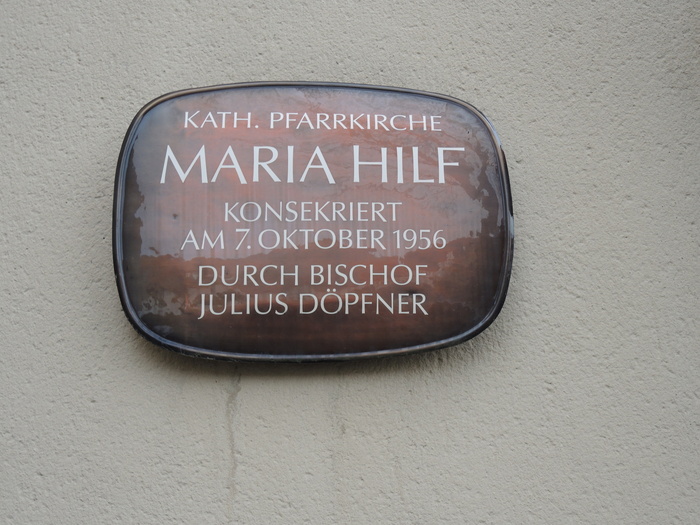 KATH. PFARRKIRCHE
MARIA HILF
KONSEKRIERT
AM 7. OKTOBER 1956
DURCH BISCHOF
JULIUS DÖPFNER